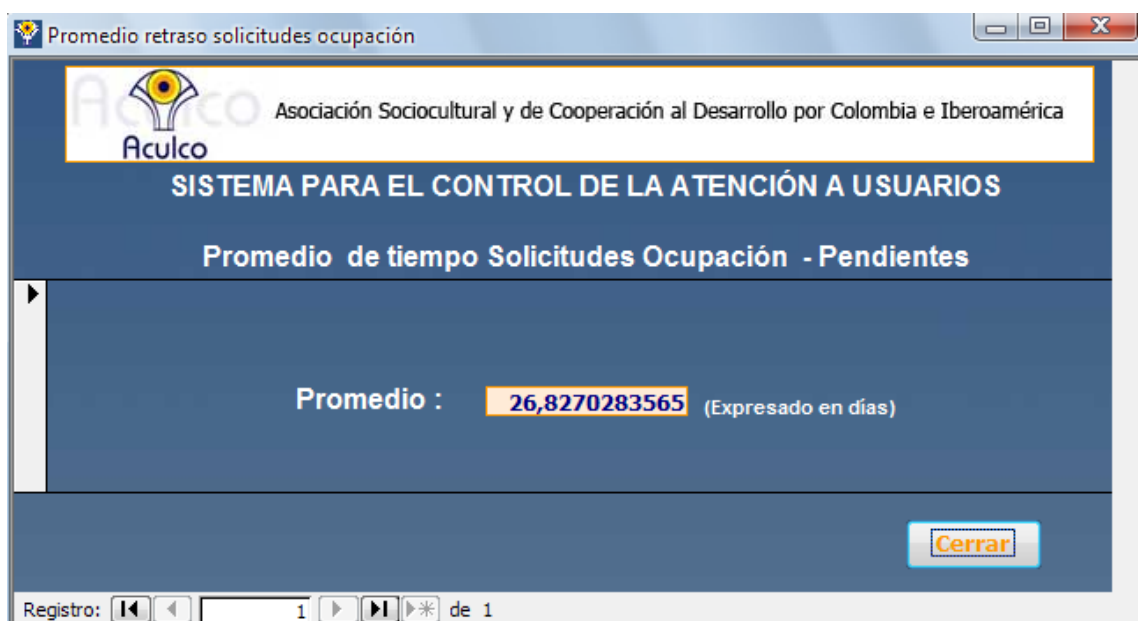 Promedio retraso solicitudes ocupación
Aculco
Asociación Sociocultural y de Cooperación al Desarrollo por Colombia e Iberoamérica
Aculco
SISTEMA PARA EL CONTROL DE LA ATENCIÓN A USUARIOS
Promedio de tiempo Solicitudes Ocupación - Pendientes
Promedio : 26,8270283565 (Expresado en días)
Cerrar
Registro: 1 de 1